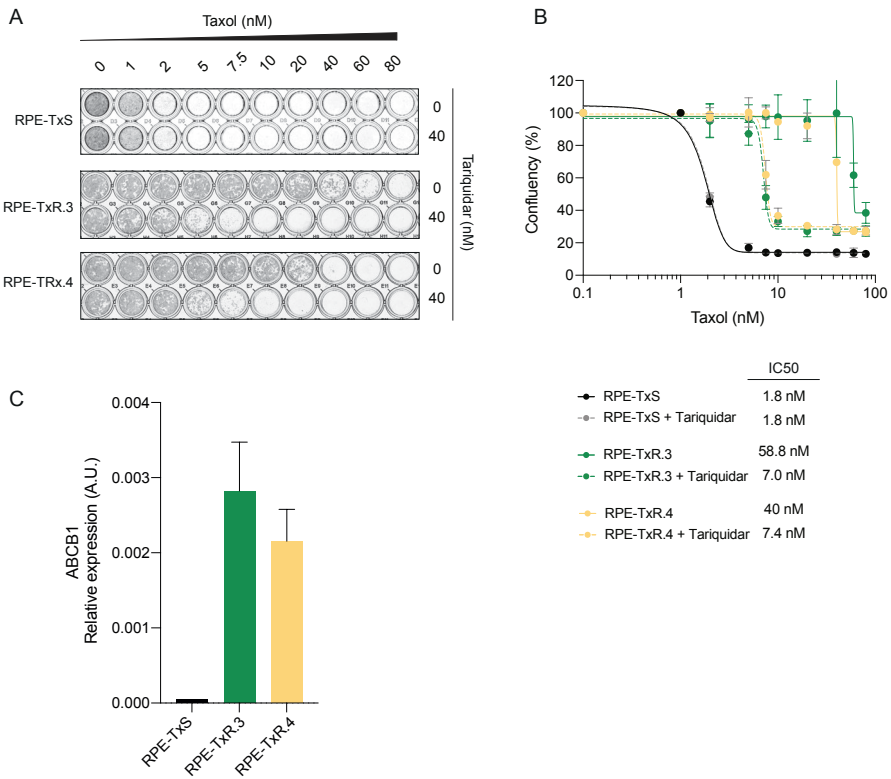 A
Taxol (nM)
0 1 2 5 7.5 10 20 40 60 80
RPE-TxS
0
40
RPE-TxR.3
0
40
RPE-TRx.4
0
40
Tariquidar (nM)
B
Confluency (%)
120
100
80
60
40
20
0
0.1 1 10 100
Taxol (nM)
IC50
RPE-TxS 1.8 nM
RPE-TxS + Tariquidar 1.8 nM
RPE-TxR.3 58.8 nM
RPE-TxR.3 + Tariquidar 7.0 nM
RPE-TxR.4 40 nM
RPE-TxR.4 + Tariquidar 7.4 nM
C
ABCB1
Relative expression (A.U.)
0.004
0.003
0.002
0.001
0.000
RPE-TxS
RPE-TxR.3
RPE-TxR.4